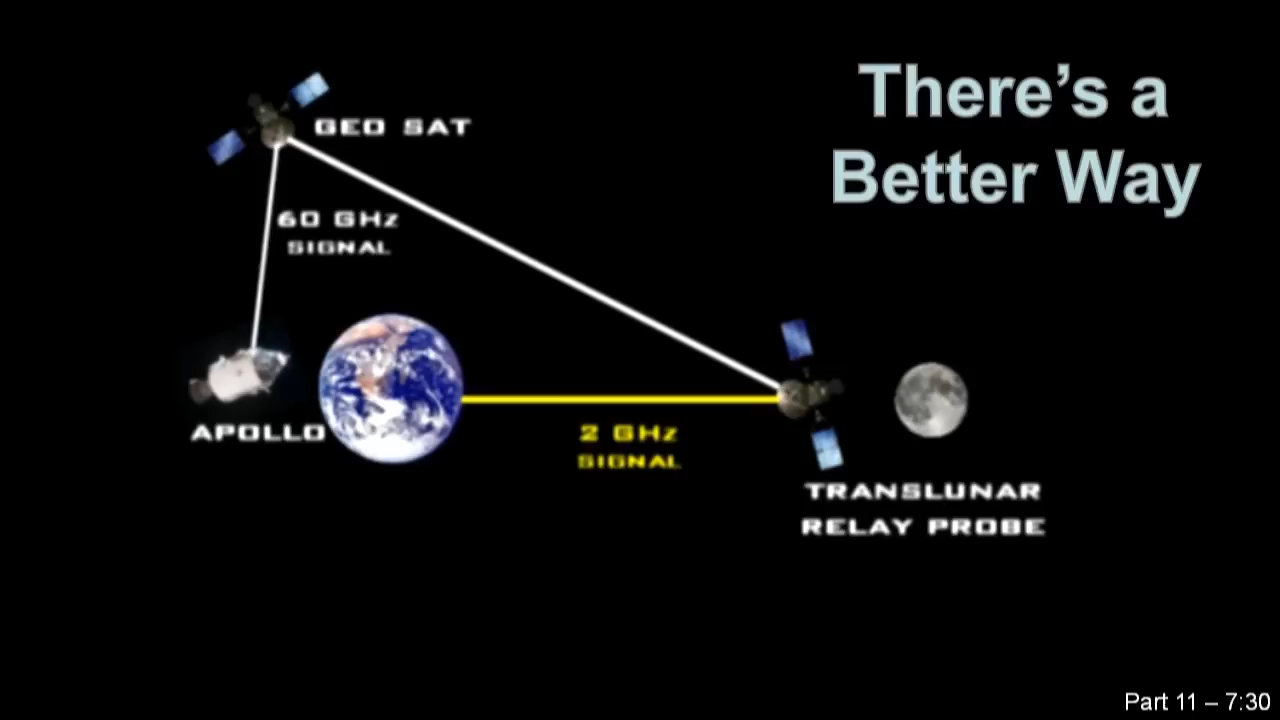 There's a
Better Way
GEO SAT
60 GHz
SIGNAL
APOLLO
2 GHz
SIGNAL
TRANSLUNAR
RELAY PROBE
Part 11 – 7:30